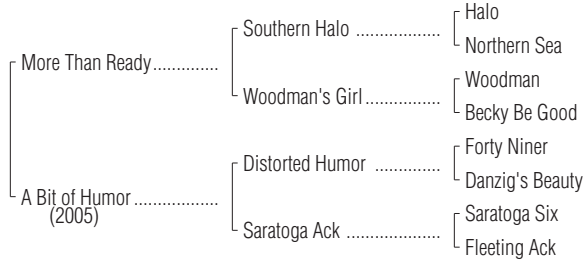 Halo
Southern Halo ..................
Northern Sea
More Than Ready..............
Woodman
Woodman's Girl................
Becky Be Good
Forty Niner
Distorted Humor ..............
Danzig's Beauty
A Bit of Humor ..................
(2005)
Saratoga Six
Saratoga Ack ....................
Fleeting Ack